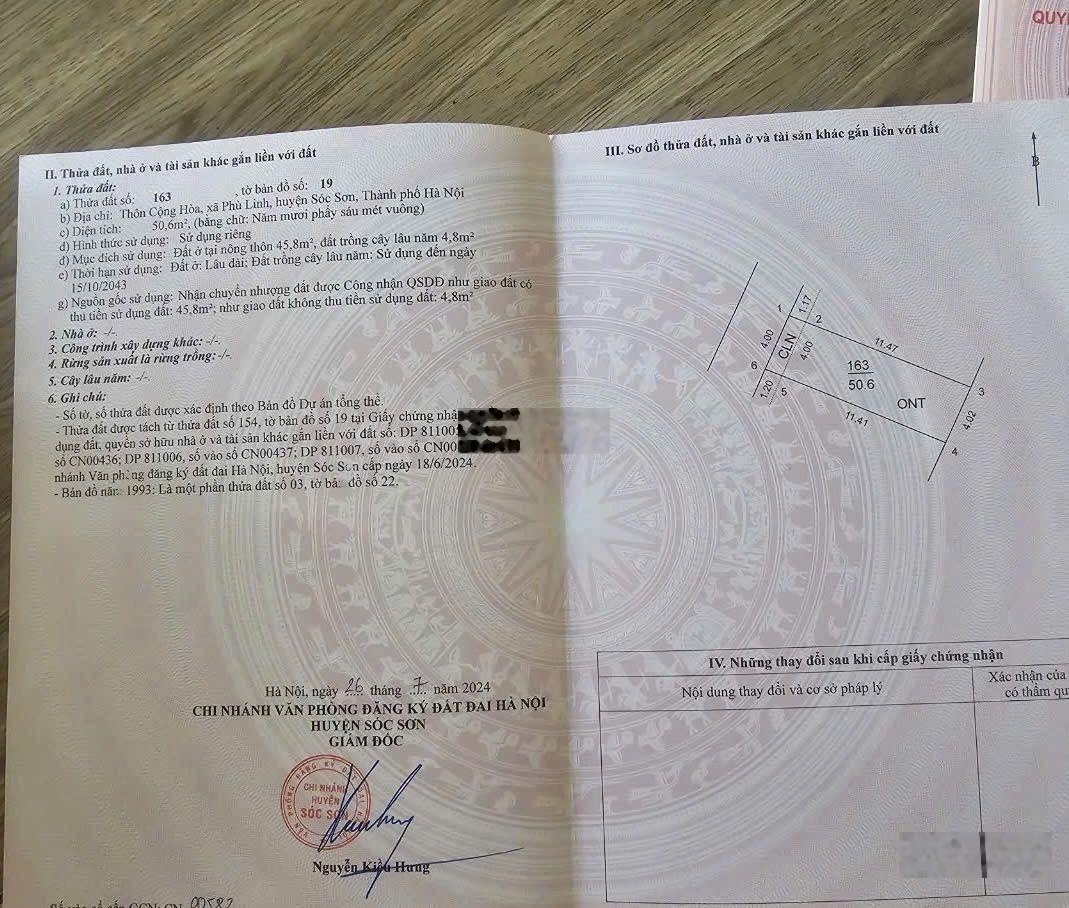 QUY
II. Thửa đất, nhà ở và tài sản khác gắn liền với đất
1. Thửa đất:
a) Thửa đất số: 163 , tờ bản đồ số: 19
b) Địa chỉ: Thôn Cộng Hòa, xã Phù Linh, huyện Sóc Sơn, Thành phố Hà Nội
c) Diện tích: 50,6m², (bằng chữ: Năm mươi phẩy sáu mét vuông)
d) Hình thức sử dụng: Sử dụng riêng
đ) Mục đích sử dụng: Đất ở tại nông thôn 45,8m², đất trồng cây lâu năm 4,8m²
e) Thời hạn sử dụng: Đất ở: Lâu dài; Đất trồng cây lâu năm: Sử dụng đến ngày
15/10/2043
g) Nguồn gốc sử dụng: Nhận chuyển nhượng đất được Công nhận QSDĐ như giao đất có
thu tiền sử dụng đất: 45,8m²; như giao đất không thu tiền sử dụng đất: 4,8m²
2. Nhà ở: -/-.
3. Công trình xây dựng khác: -/-.
4. Rừng sản xuất là rừng trồng: -/-.
5. Cây lâu năm: -/-.
6. Ghi chú:
- Số tờ, số thửa đất được xác định theo Bản đồ Dự án tổng thể.
- Thửa đất được tách từ thửa đất số 154, tờ bản đồ số 19 tại Giấy chứng nhậ
dụng đất, quyền sở hữu nhà ở và tài sản khác gắn liền với đất số: DP 81100
số CN00436; DP 811006, số vào số CN00437; DP 811007, số vào số CN00
nhánh Văn phòng đăng ký đất đai Hà Nội, huyện Sóc Sơn cấp ngày 18/6/2024.
- Bản đồ năm 1993: Là một phần thửa đất số 03, tờ bả đồ số 22.
Hà Nội, ngày 26 tháng 7 năm 2024
CHI NHÁNH VĂN PHÒNG ĐĂNG KÝ ĐẤT ĐAI HÀ NỘI
HUYỆN SÓC SƠN
GIÁM ĐỐC
VĂN PHÒNG ĐĂNG KÝ ĐẤT ĐAI
CHI NHÁNH
HUYỆN
SÓC SƠN
Nguyễn Kiều Hưng
Số vào sổ cấp GCN: CN 00582
III. Sơ đồ thửa đất, nhà ở và tài sản khác gắn liền với đất
B
1
1.17
2
4.00
CLN
4.00
11.47
6
163
50.6
3
1.20
5
ONT
11.41
4.02
4
IV. Những thay đổi sau khi cấp giấy chứng nhận
Nội dung thay đổi và cơ sở pháp lý
Xác nhận của
có thẩm qu